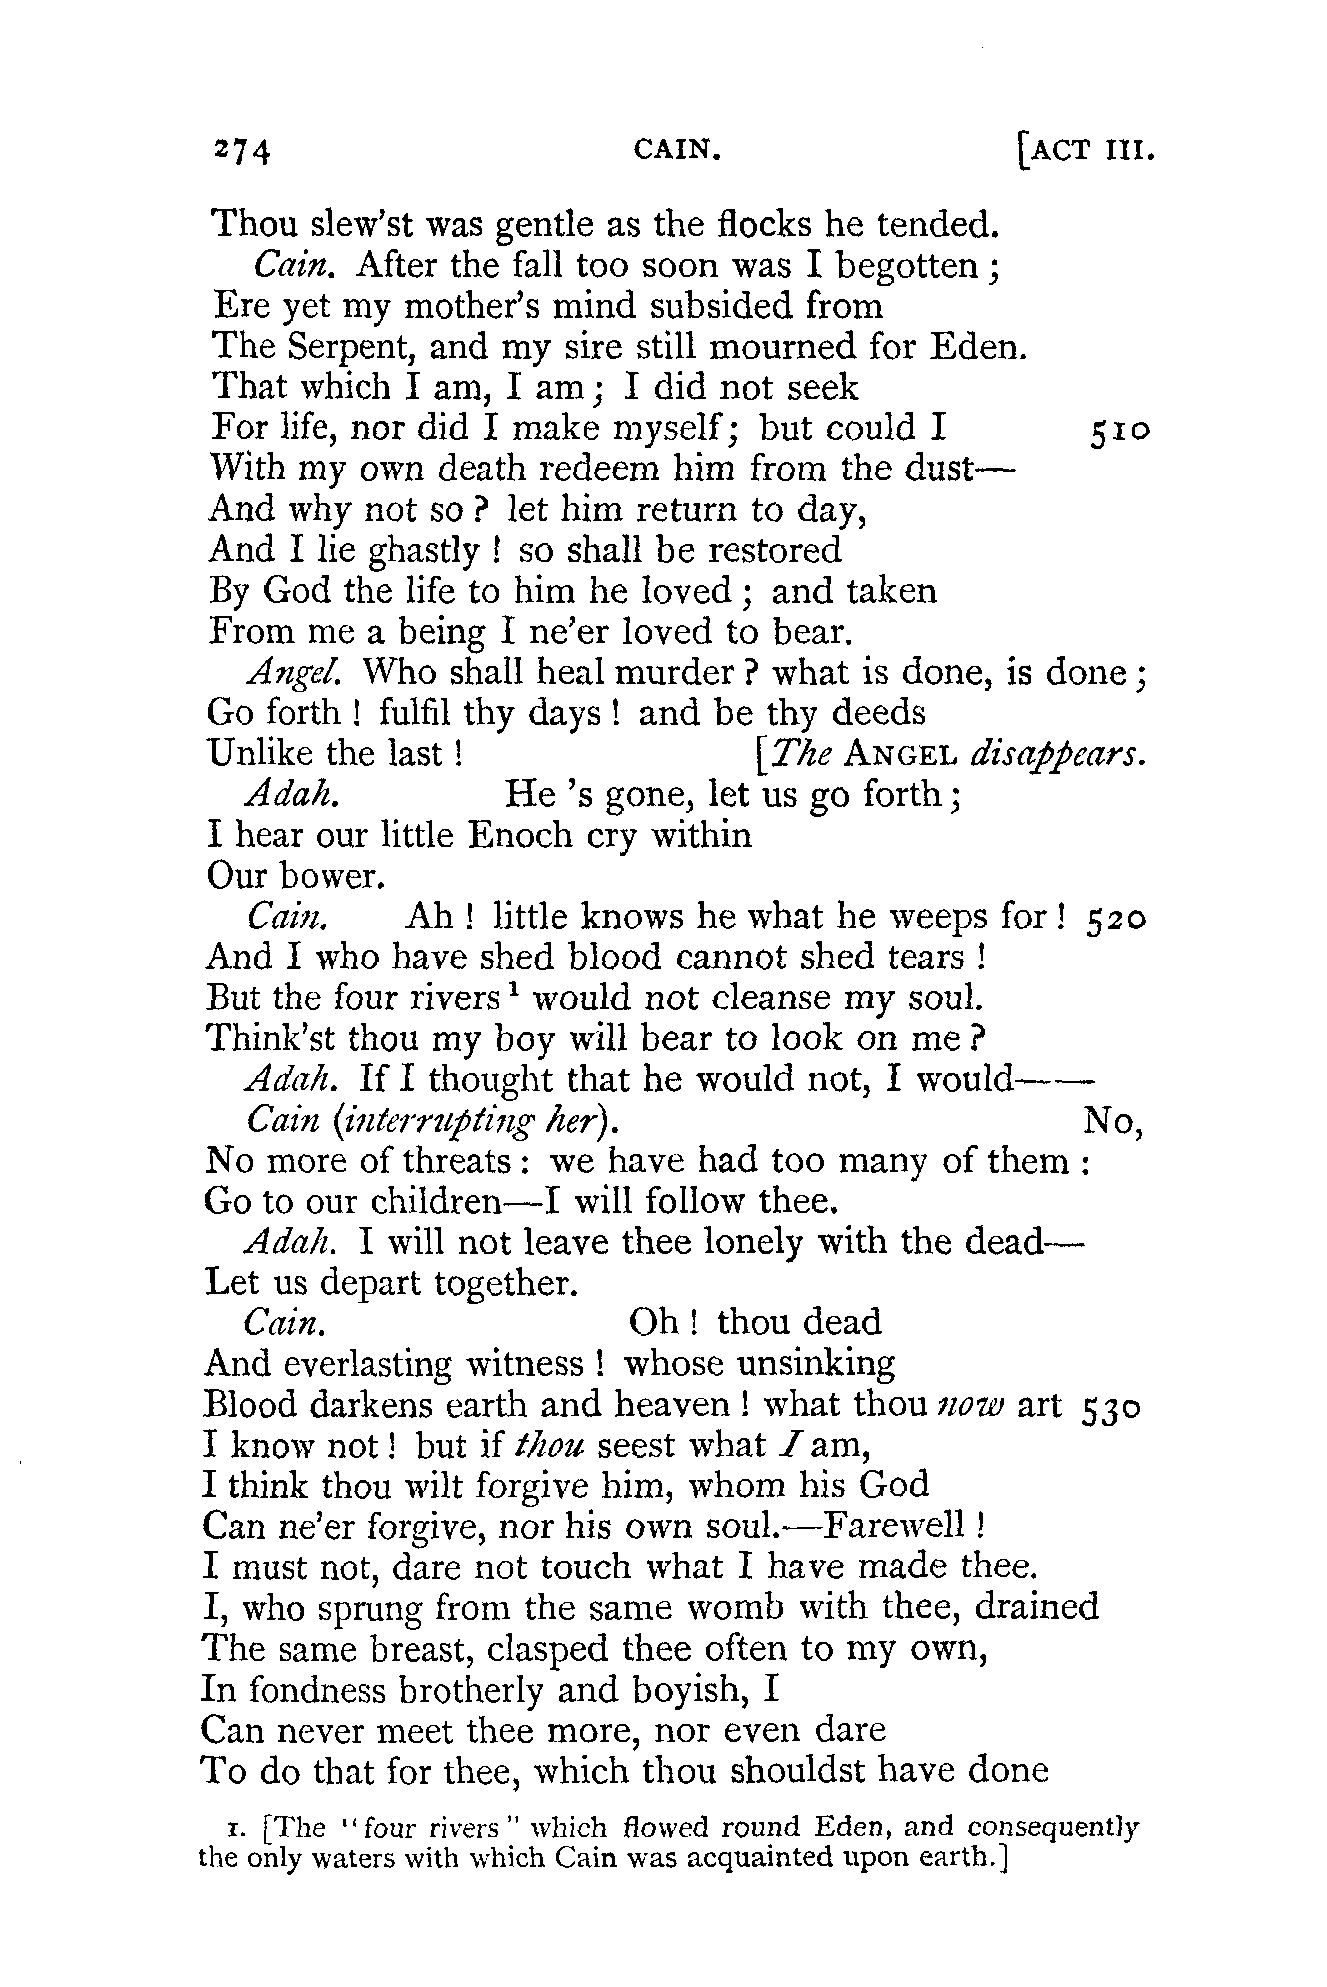 274 CAIN. [ACT III.
Thou slew'st was gentle as the flocks he tended.
Cain. After the fall too soon was I begotten ;
Ere yet my mother's mind subsided from
The Serpent, and my sire still mourned for Eden.
That which I am, I am ; I did not seek
For life, nor did I make myself ; but could I 510
With my own death redeem him from the dust—
And why not so ? let him return to day,
And I lie ghastly ! so shall be restored
By God the life to him he loved ; and taken
From me a being I ne'er loved to bear.
Angel. Who shall heal murder ? what is done, is done ;
Go forth ! fulfil thy days ! and be thy deeds
Unlike the last ! [The ANGEL disappears.
Adah. He 's gone, let us go forth ;
I hear our little Enoch cry within
Our bower.
Cain. Ah ! little knows he what he weeps for ! 520
And I who have shed blood cannot shed tears !
But the four rivers ¹ would not cleanse my soul.
Think'st thou my boy will bear to look on me ?
Adah. If I thought that he would not, I would——
Cain (interrupting her). No,
No more of threats : we have had too many of them :
Go to our children—I will follow thee.
Adah. I will not leave thee lonely with the dead—
Let us depart together.
Cain. Oh ! thou dead
And everlasting witness ! whose unsinking
Blood darkens earth and heaven ! what thou now art 530
I know not ! but if thou seest what I am,
I think thou wilt forgive him, whom his God
Can ne'er forgive, nor his own soul.—Farewell !
I must not, dare not touch what I have made thee.
I, who sprung from the same womb with thee, drained
The same breast, clasped thee often to my own,
In fondness brotherly and boyish, I
Can never meet thee more, nor even dare
To do that for thee, which thou shouldst have done
1. [The "four rivers" which flowed round Eden, and consequently
the only waters with which Cain was acquainted upon earth.]